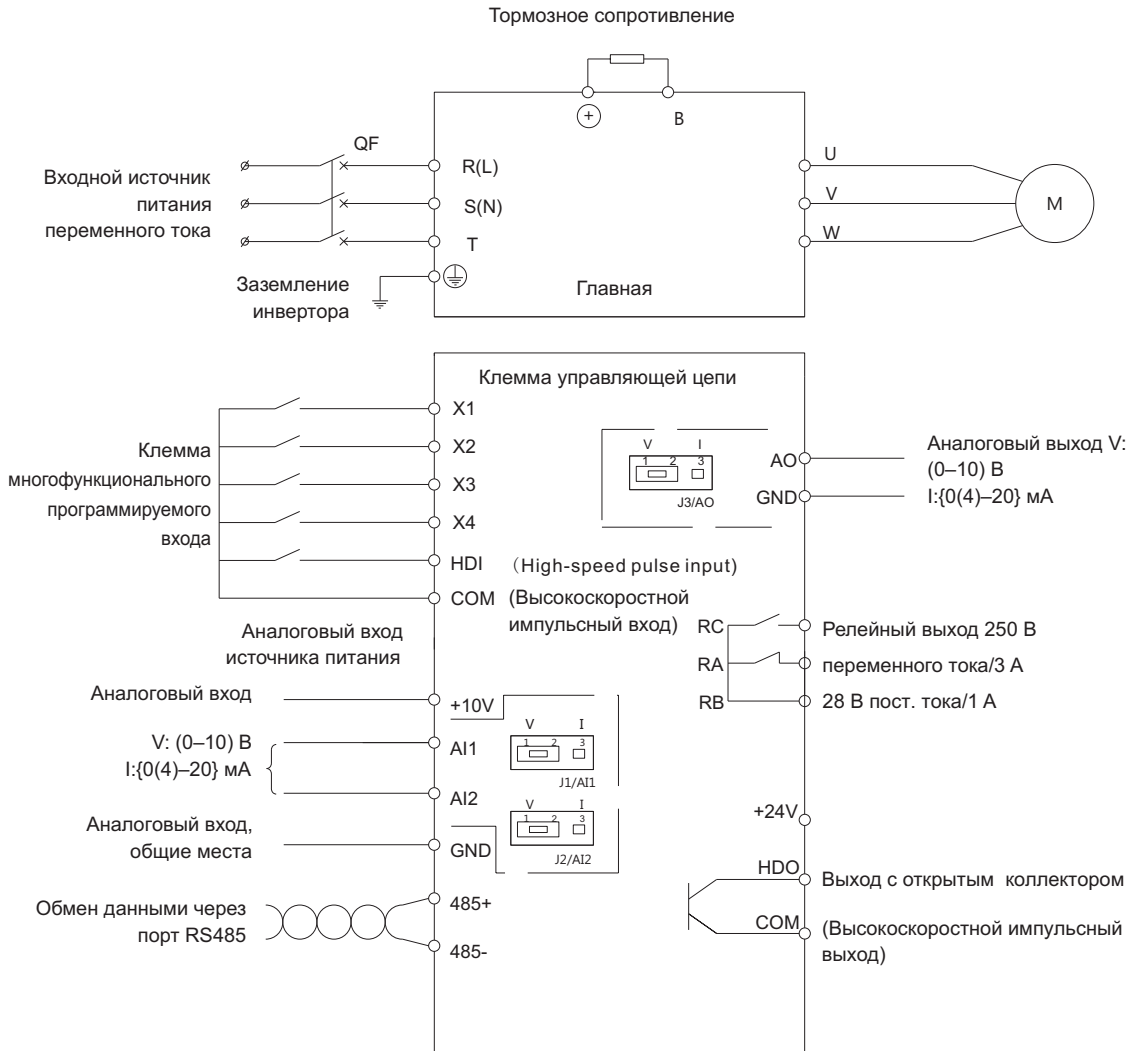 Тормозное сопротивление
+
B
QF
Входной источник
питания
переменного тока
R(L)
S(N)
T
U
V
W
M
Заземление
инвертора
Главная
Клемма управляющей цепи
X1
X2
X3
X4
HDI
COM
Клемма
многофункционального
программируемого
входа
(High-speed pulse input)
(Высокоскоростной
импульсный вход)
V I
1 2 3
J3/AO
AO
GND
Аналоговый выход V:
(0–10) В
I:{0(4)–20} мА
RC
RA
RB
Релейный выход 250 В
переменного тока/3 А
28 В пост. тока/1 А
Аналоговый вход
источника питания
Аналоговый вход
+10V
V: (0–10) В
I:{0(4)–20} мА
AI1
AI2
V I
1 2 3
J1/AI1
V I
1 2 3
J2/AI2
Аналоговый вход,
общие места
GND
Обмен данными через
порт RS485
485+
485-
+24V
HDO
COM
Выход с открытым коллектором
(Высокоскоростной импульсный
выход)